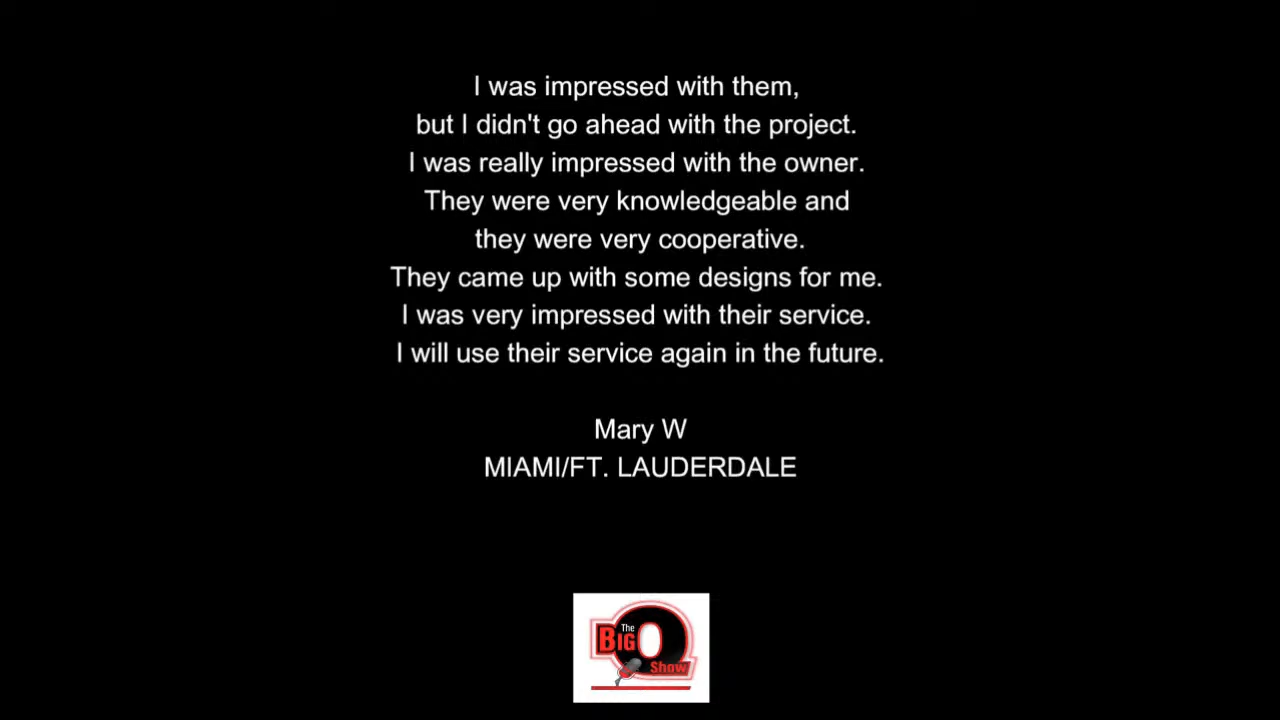 I was impressed with them,
but I didn't go ahead with the project.
I was really impressed with the owner.
They were very knowledgeable and
they were very cooperative.
They came up with some designs for me.
I was very impressed with their service.
I will use their service again in the future.
Mary W
MIAMI/FT. LAUDERDALE
The
BIG O
Show